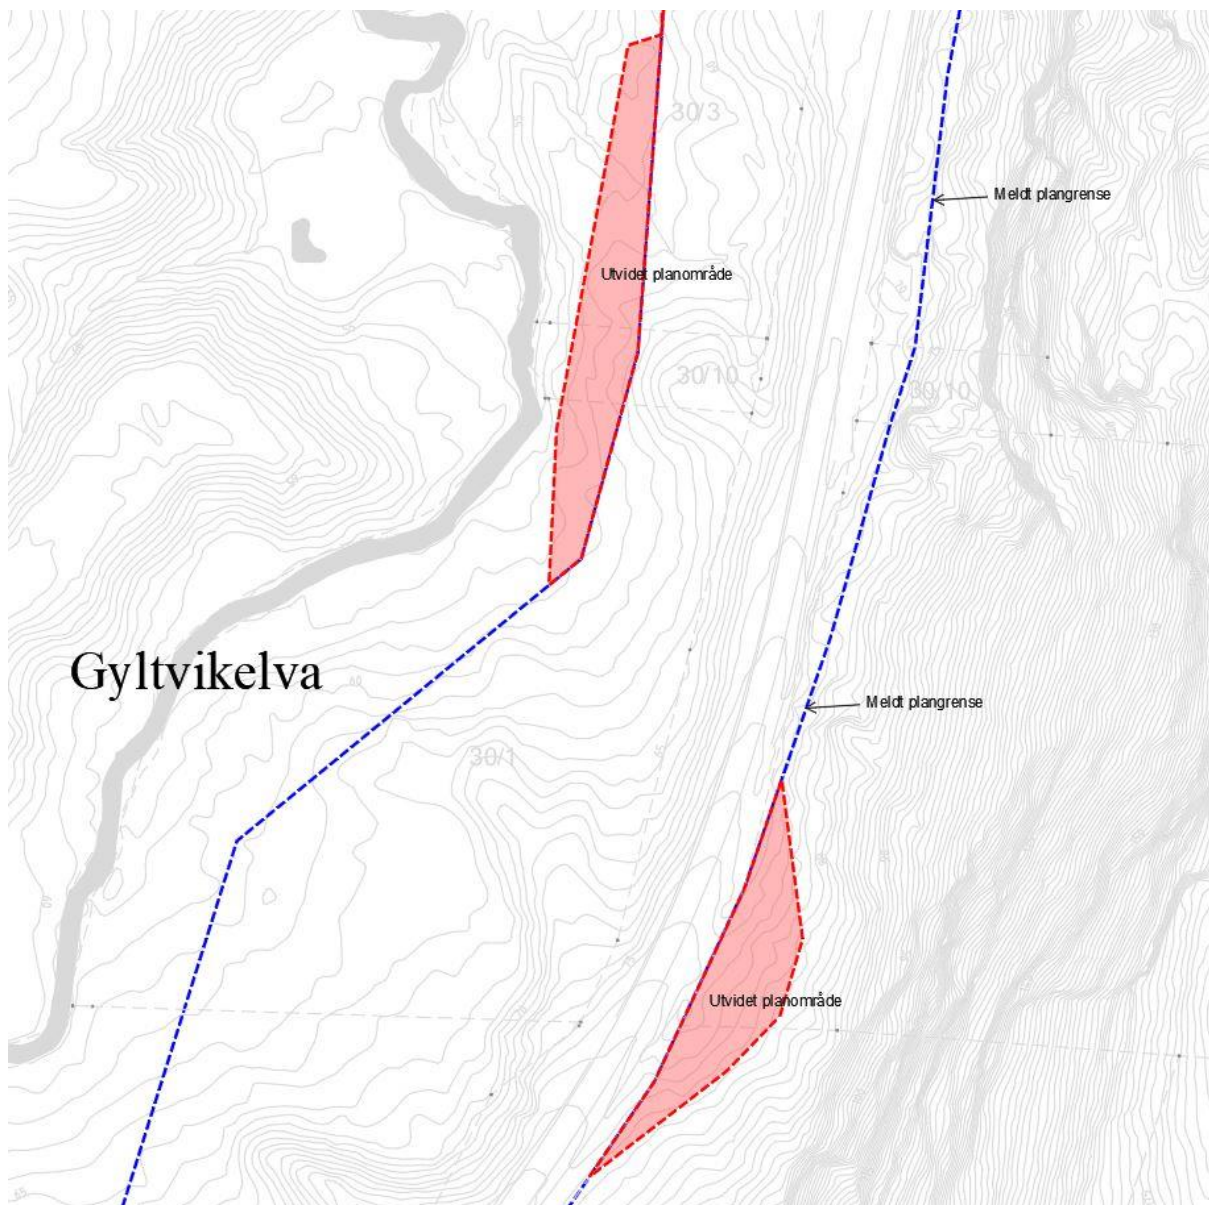 30/3
Meldt plangrense
Utvidet planområde
30/10
30/10
Gyltvikelva
Meldt plangrense
30/1
Utvidet planområde